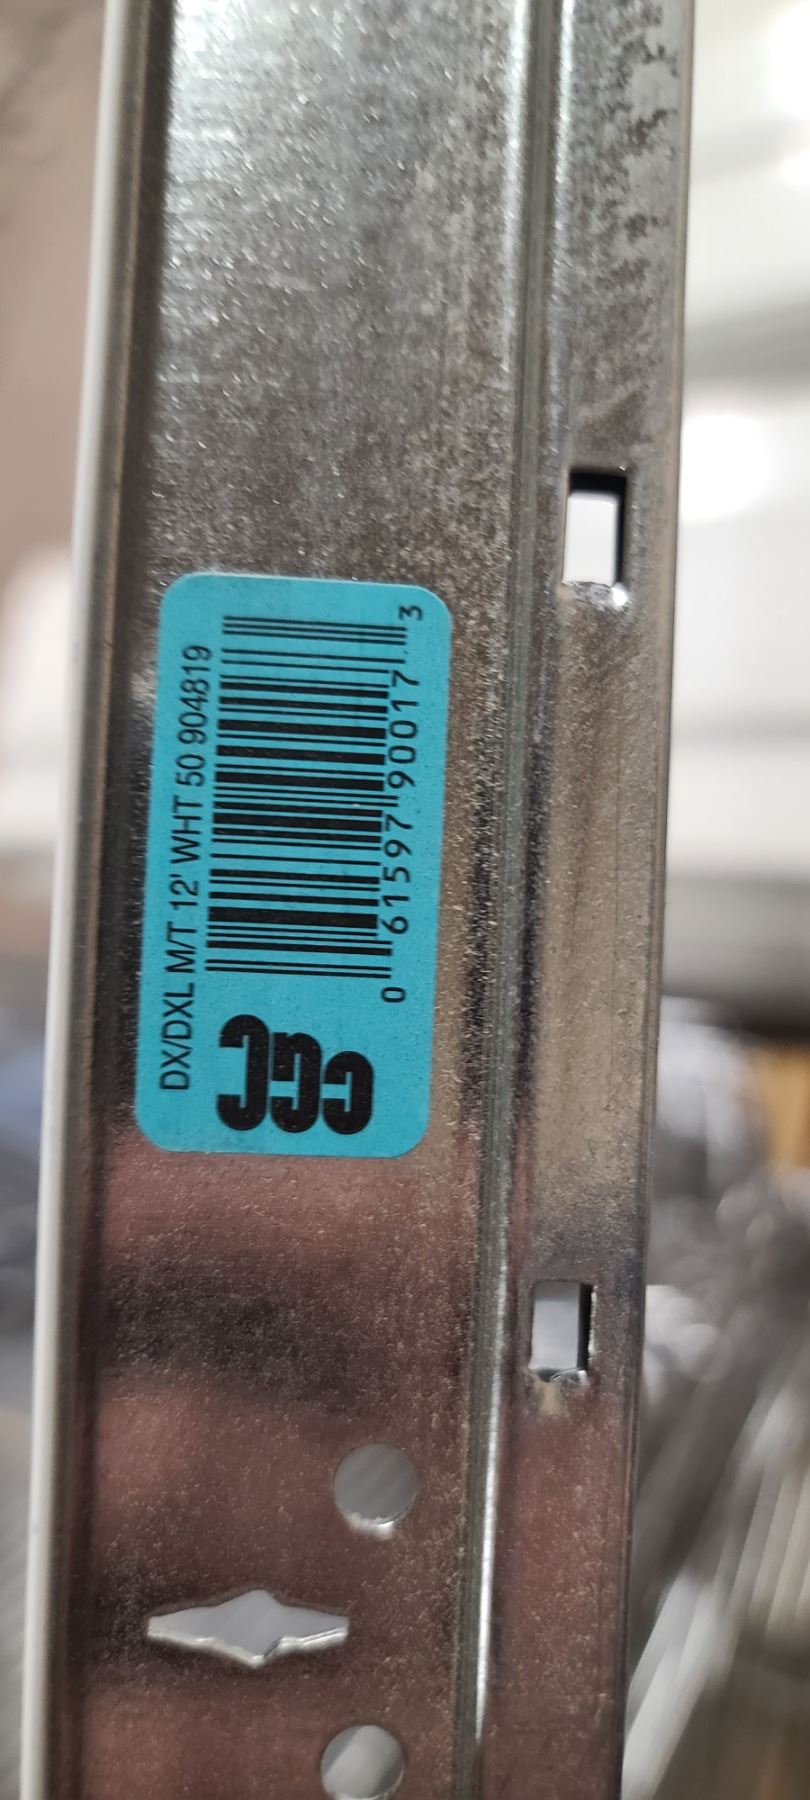 DX/DXL M/T 12' WHT 50 904819
CGC
0 61597 90017 3